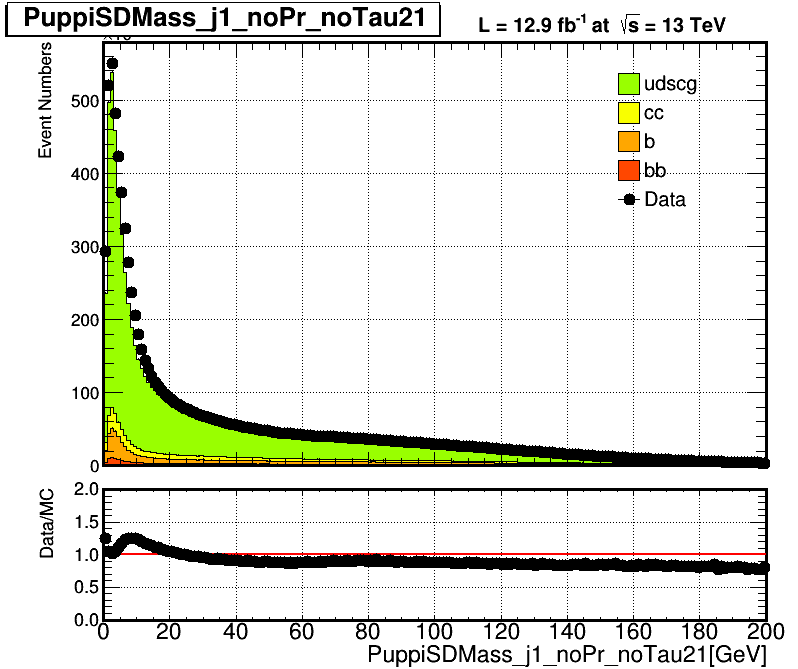 PuppiSDMass_j1_noPr_noTau21
L = 12.9 fb-1 at √s = 13 TeV
Event Numbers
500
400
300
200
100
0
udscg
cc
b
bb
Data
Data/MC
2.0
1.5
1.0
0.5
0.0
0 20 40 60 80 100 120 140 160 180 200
PuppiSDMass_j1_noPr_noTau21[GeV]